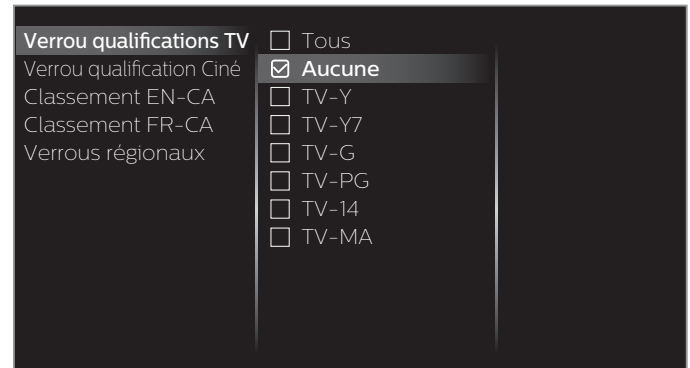 Verrou qualifications TV
Verrou qualification Ciné
Classement EN-CA
Classement FR-CA
Verrous régionaux
Tous
Aucune
TV-Y
TV-Y7
TV-G
TV-PG
TV-14
TV-MA